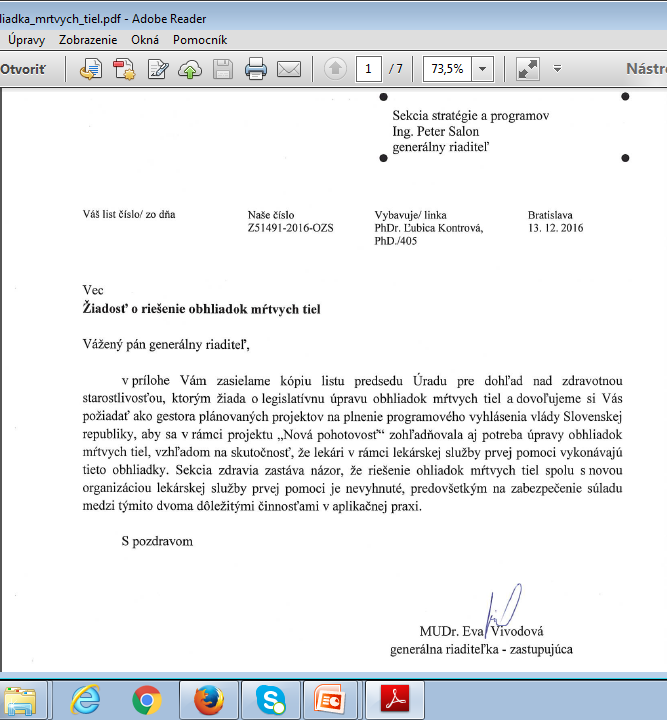 liadka_mrtvych_tiel.pdf - Adobe Reader
Úpravy Zobrazenie Okná Pomocník
Otvoriť 1 / 7 73,5% Nástr
Sekcia stratégie a programov
Ing. Peter Salon
generálny riaditeľ
Váš list číslo/ zo dňa Naše číslo Vybavuje/ linka Bratislava
Z51491-2016-OZS PhDr. Ľubica Kontrová, 13. 12. 2016
PhD./405
Vec
Žiadosť o riešenie obhliadok mŕtvych tiel
Vážený pán generálny riaditeľ,
v prílohe Vám zasielame kópiu listu predsedu Úradu pre dohľad nad zdravotnou
starostlivosťou, ktorým žiada o legislatívnu úpravu obhliadok mŕtvych tiel a dovoľujeme si Vás
požiadať ako gestora plánovaných projektov na plnenie programového vyhlásenia vlády Slovenskej
republiky, aby sa v rámci projektu „Nová pohotovosť“ zohľadňovala aj potreba úpravy obhliadok
mŕtvych tiel, vzhľadom na skutočnosť, že lekári v rámci lekárskej služby prvej pomoci vykonávajú
tieto obhliadky. Sekcia zdravia zastáva názor, že riešenie ohliadok mŕtvych tiel spolu s novou
organizáciou lekárskej služby prvej pomoci je nevyhnuté, predovšetkým na zabezpečenie súladu
medzi týmito dvoma dôležitými činnosťami v aplikačnej praxi.
S pozdravom
MUDr. Eva Vivodová
generálna riaditeľka - zastupujúca